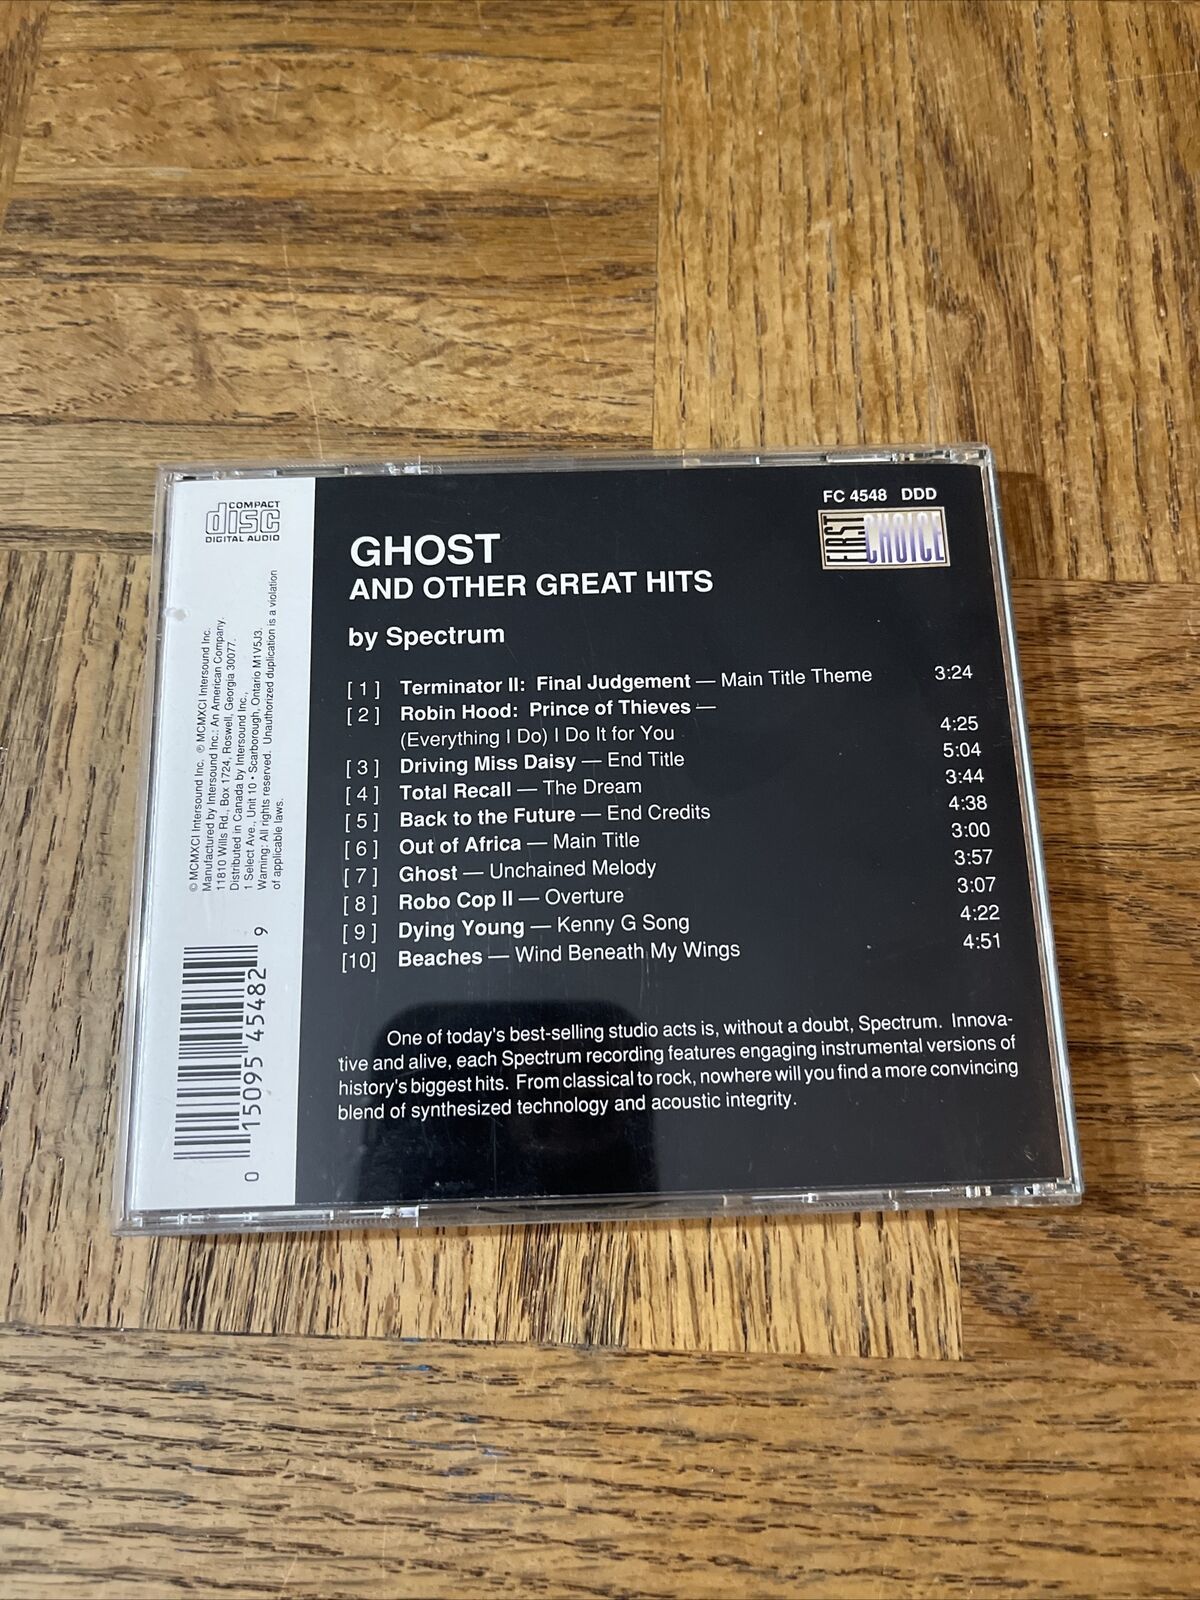 COMPACT
disc
DIGITAL AUDIO
FC 4548 DDD
FIRST CHOICE
GHOST
AND OTHER GREAT HITS
by Spectrum
[ 1 ] Terminator II: Final Judgement — Main Title Theme 3:24
[ 2 ] Robin Hood: Prince of Thieves —
(Everything I Do) I Do It for You 4:25
[ 3 ] Driving Miss Daisy — End Title 5:04
[ 4 ] Total Recall — The Dream 3:44
[ 5 ] Back to the Future — End Credits 4:38
[ 6 ] Out of Africa — Main Title 3:00
[ 7 ] Ghost — Unchained Melody 3:57
[ 8 ] Robo Cop II — Overture 3:07
[ 9 ] Dying Young — Kenny G Song 4:22
[10] Beaches — Wind Beneath My Wings 4:51
One of today's best-selling studio acts is, without a doubt, Spectrum. Innova-
tive and alive, each Spectrum recording features engaging instrumental versions of
history's biggest hits. From classical to rock, nowhere will you find a more convincing
blend of synthesized technology and acoustic integrity.
© MCMXCI Intersound Inc. ℗ MCMXCI Intersound Inc.
Manufactured by Intersound Inc.: An American Company.
11810 Wills Rd., Box 1724, Roswell, Georgia 30077.
Distributed in Canada by Intersound Inc.,
1 Select Ave., Unit 10 • Scarborough, Ontario M1V5J3.
Warning: All rights reserved. Unauthorized duplication is a violation
of applicable laws.
0 15095 45482 9